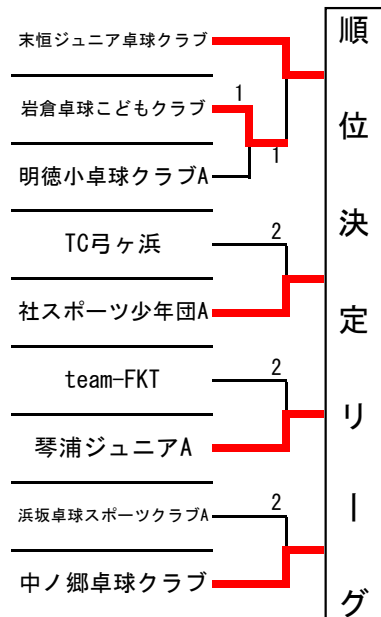 末恒ジュニア卓球クラブ
1
岩倉卓球こどもクラブ
1
明徳小卓球クラブA
2
TC弓ヶ浜
社スポーツ少年団A
2
team-FKT
琴浦ジュニアA
2
浜坂卓球スポーツクラブA
中ノ郷卓球クラブ
順位決定リーグ